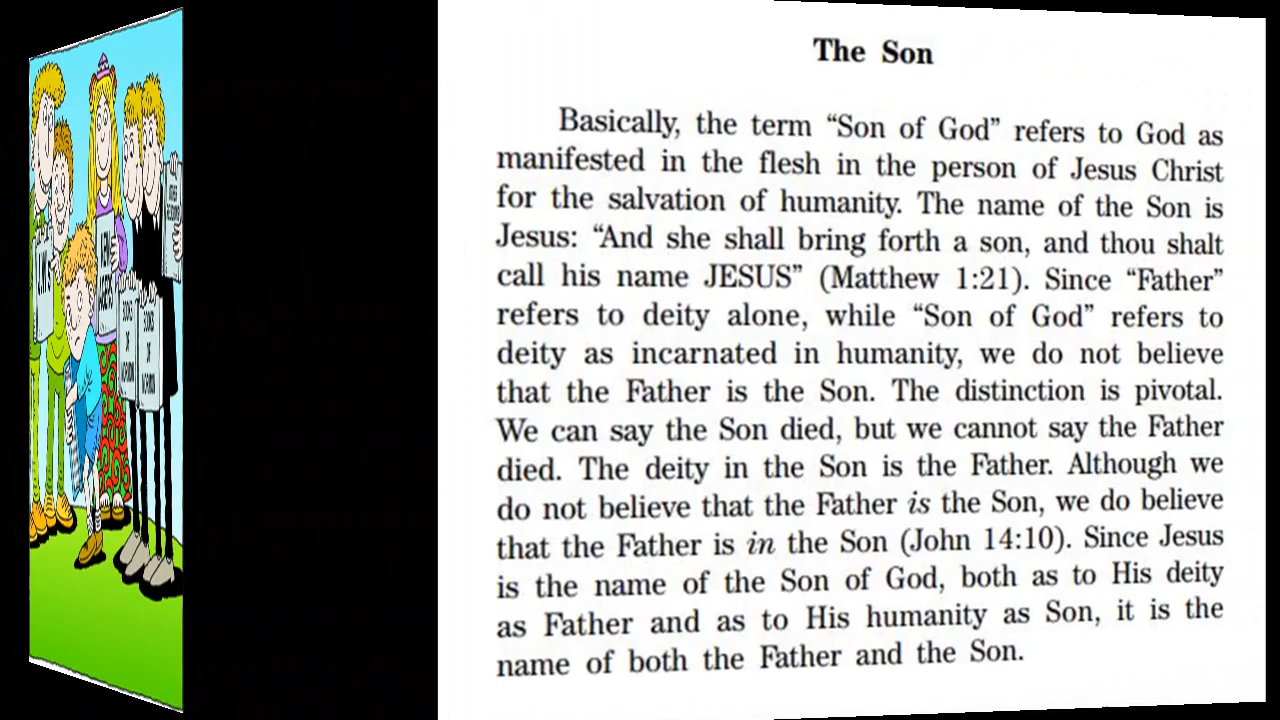 The Son
Basically, the term “Son of God” refers to God as
manifested in the flesh in the person of Jesus Christ
for the salvation of humanity. The name of the Son is
Jesus: “And she shall bring forth a son, and thou shalt
call his name JESUS” (Matthew 1:21). Since “Father”
refers to deity alone, while “Son of God” refers to
deity as incarnated in humanity, we do not believe
that the Father is the Son. The distinction is pivotal.
We can say the Son died, but we cannot say the Father
died. The deity in the Son is the Father. Although we
do not believe that the Father is the Son, we do believe
that the Father is in the Son (John 14:10). Since Jesus
is the name of the Son of God, both as to His deity
as Father and as to His humanity as Son, it is the
name of both the Father and the Son.